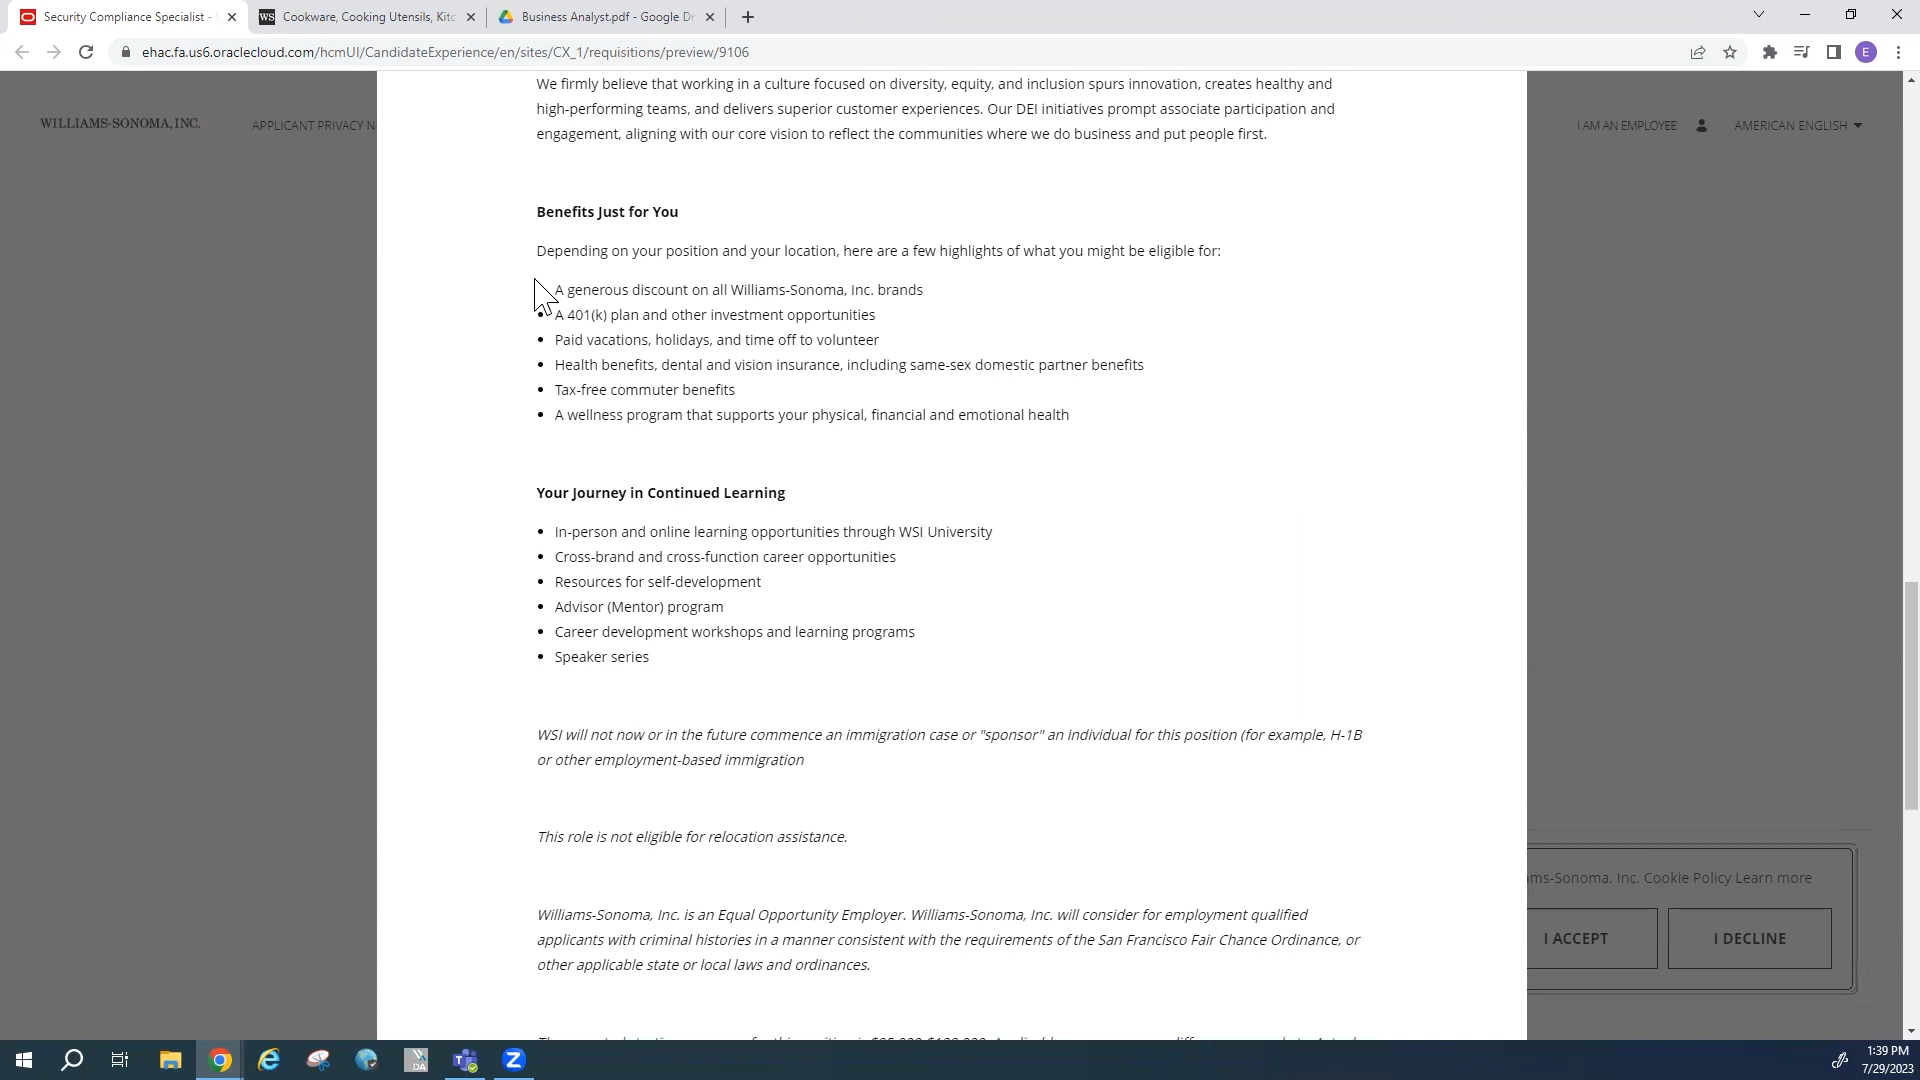 Security Compliance Specialist -
Cookware, Cooking Utensils, Kitc
Business Analyst.pdf - Google Dr
ehac.fa.us6.oraclecloud.com/hcmUI/CandidateExperience/en/sites/CX_1/requisitions/preview/9106
E
WILLIAMS-SONOMA, INC.
APPLICANT PRIVACY N
I AM AN EMPLOYEE
AMERICAN ENGLISH
We firmly believe that working in a culture focused on diversity, equity, and inclusion spurs innovation, creates healthy and
high-performing teams, and delivers superior customer experiences. Our DEI initiatives prompt associate participation and
engagement, aligning with our core vision to reflect the communities where we do business and put people first.
Benefits Just for You
Depending on your position and your location, here are a few highlights of what you might be eligible for:
A generous discount on all Williams-Sonoma, Inc. brands
• A 401(k) plan and other investment opportunities
• Paid vacations, holidays, and time off to volunteer
• Health benefits, dental and vision insurance, including same-sex domestic partner benefits
• Tax-free commuter benefits
• A wellness program that supports your physical, financial and emotional health
Your Journey in Continued Learning
• In-person and online learning opportunities through WSI University
• Cross-brand and cross-function career opportunities
• Resources for self-development
• Advisor (Mentor) program
• Career development workshops and learning programs
• Speaker series
WSI will not now or in the future commence an immigration case or "sponsor" an individual for this position (for example, H-1B
or other employment-based immigration
This role is not eligible for relocation assistance.
Williams-Sonoma, Inc. is an Equal Opportunity Employer. Williams-Sonoma, Inc. will consider for employment qualified
applicants with criminal histories in a manner consistent with the requirements of the San Francisco Fair Chance Ordinance, or
other applicable state or local laws and ordinances.
ms-Sonoma, Inc. Cookie Policy Learn more
I ACCEPT
I DECLINE
1:39 PM
7/29/2023